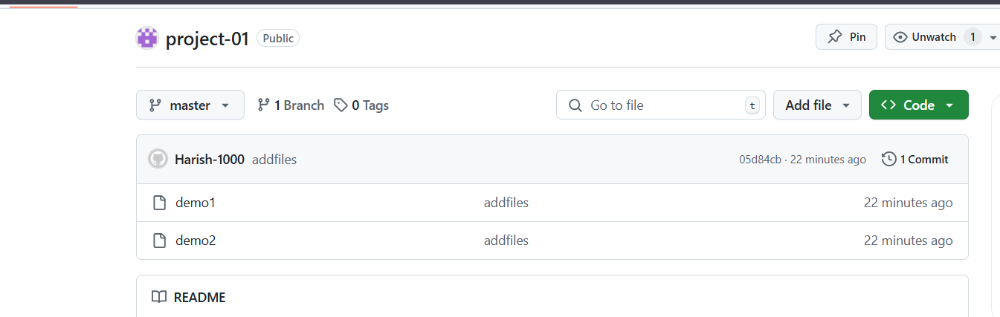 project-01 Public Pin Unwatch 1
master 1 Branch 0 Tags Go to file t Add file Code
Harish-1000 addfiles 05d84cb · 22 minutes ago 1 Commit
demo1 addfiles 22 minutes ago
demo2 addfiles 22 minutes ago
README